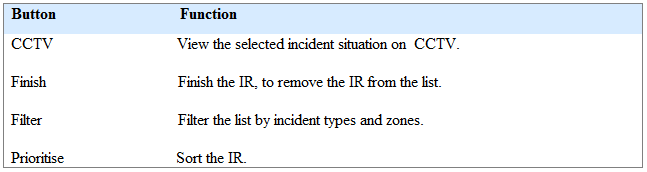 Button Function
CCTV View the selected incident situation on CCTV.
Finish Finish the IR, to remove the IR from the list.
Filter Filter the list by incident types and zones.
Prioritise Sort the IR.